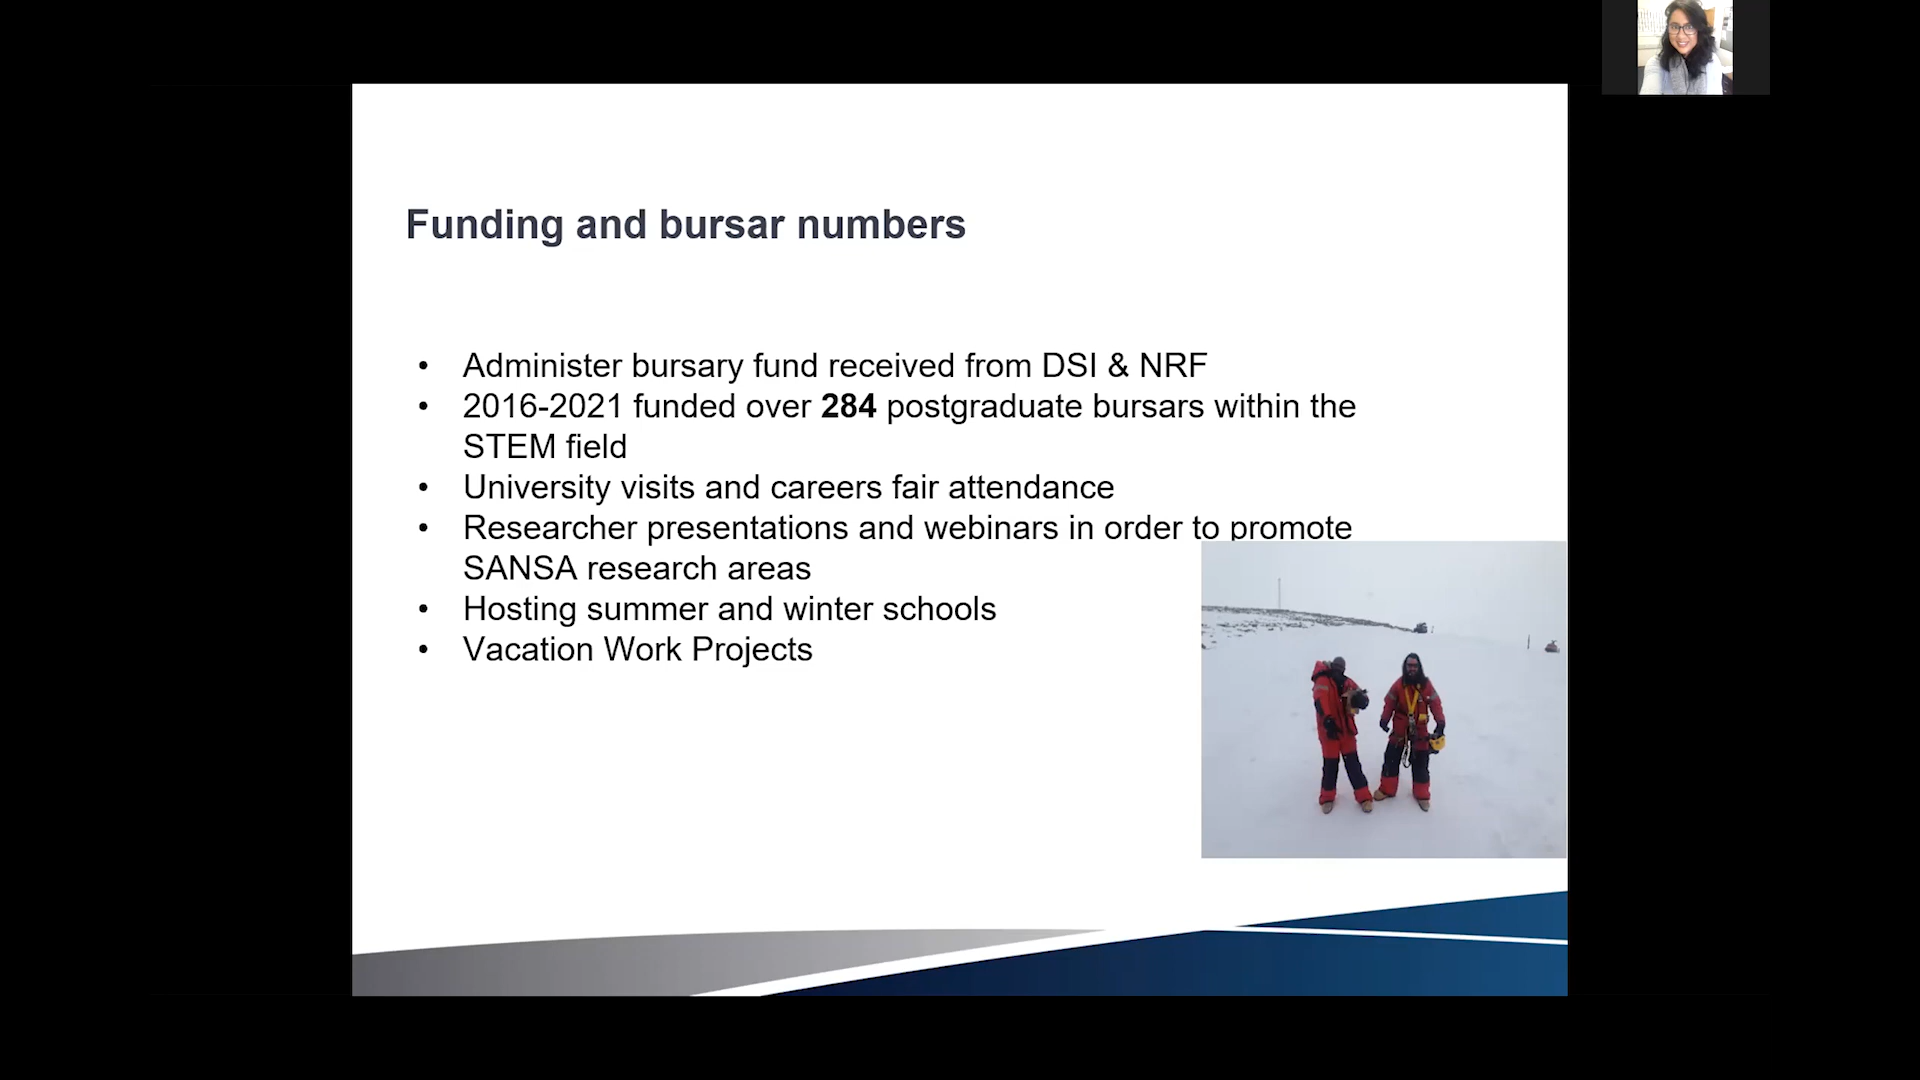 Funding and bursar numbers
• Administer bursary fund received from DSI & NRF
• 2016-2021 funded over 284 postgraduate bursars within the
STEM field
• University visits and careers fair attendance
• Researcher presentations and webinars in order to promote
SANSA research areas
• Hosting summer and winter schools
• Vacation Work Projects